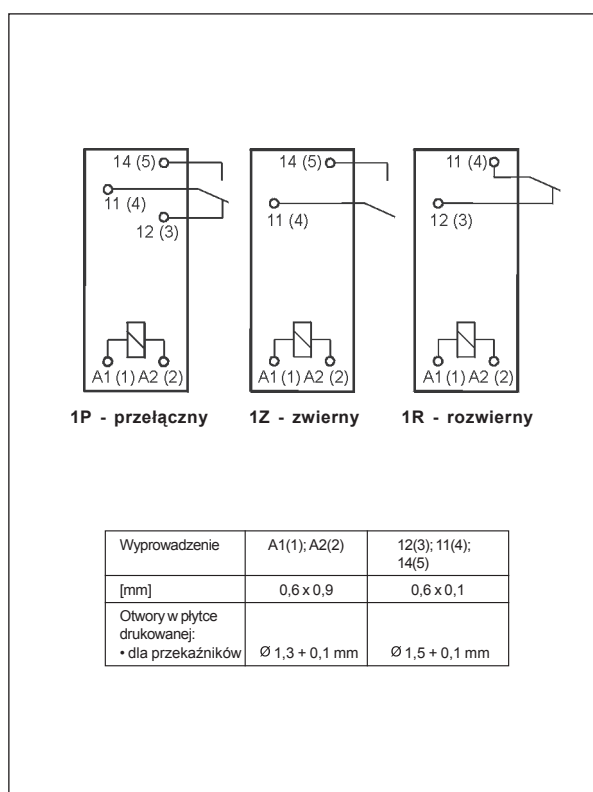 14 (5)
11 (4)
12 (3)
A1 (1) A2 (2)
1P - przełączny
14 (5)
11 (4)
A1 (1) A2 (2)
1Z - zwierny
11 (4)
12 (3)
A1 (1) A2 (2)
1R - rozwierny
Wyprowadzenie A1(1); A2(2) 12(3); 11(4);
14(5)
[mm] 0,6 x 0,9 0,6 x 0,1
Otwory w płytce
drukowanej:
• dla przekaźników Ø 1,3 + 0,1 mm Ø 1,5 + 0,1 mm